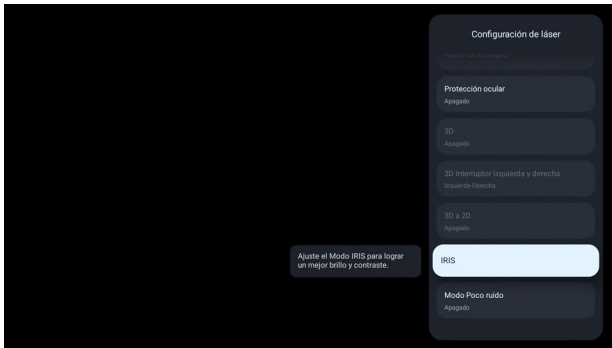 Configuración de láser
Protección ocular
Apagado
3D
Apagado
3D Interruptor izquierda y derecha
Izquierda-Derecha
3D a 2D
Apagado
Ajuste el Modo IRIS para lograr
un mejor brillo y contraste.
IRIS
Modo Poco ruido
Apagado